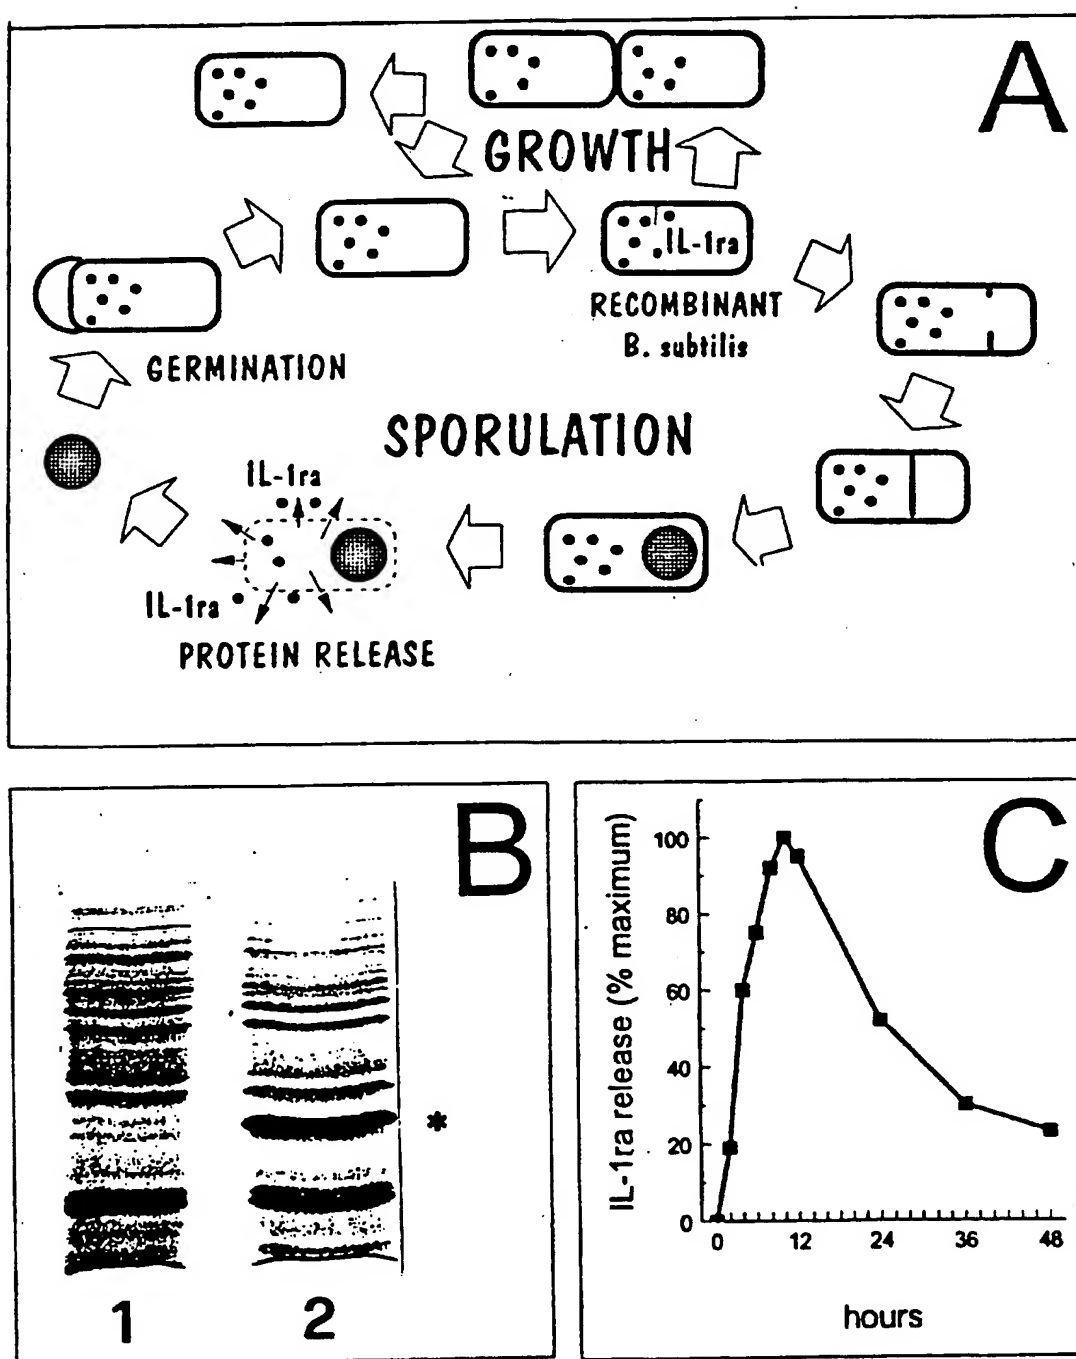 A
GROWTH
IL-1ra
RECOMBINANT
B. subtilis
GERMINATION
SPORULATION
IL-1ra
IL-1ra
PROTEIN RELEASE
B
*
1 2
C
IL-1ra release (% maximum)
100
80
60
40
20
0
0 12 24 36 48
hours